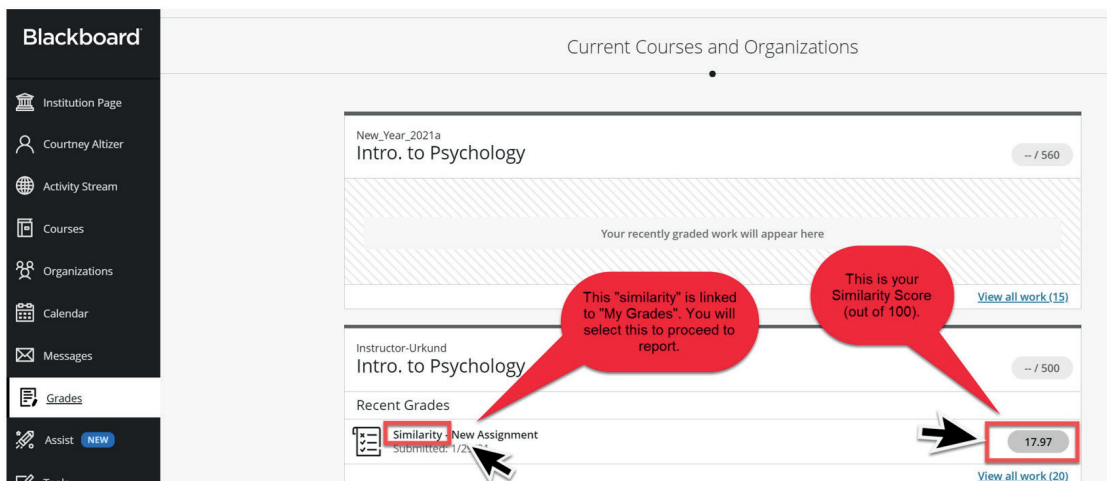 Blackboard
Institution Page
Courtney Altizer
Activity Stream
Courses
Organizations
Calendar
Messages
Grades
Assist NEW
Current Courses and Organizations
New_Year_2021a
Intro. to Psychology
-- / 560
Your recently graded work will appear here
View all work (15)
This "similarity" is linked
to "My Grades". You will
select this to proceed to
report.
This is your
Similarity Score
(out of 100).
Instructor-Urkund
Intro. to Psychology
-- / 500
Recent Grades
Similarity - New Assignment
Submitted:
17.97
View all work (20)